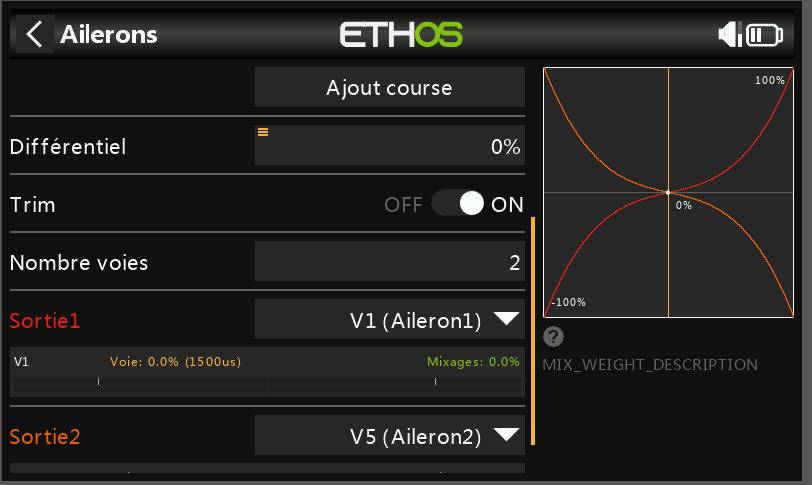 Ailerons
ETHOS
Ajout course
Différentiel
0%
Trim
OFF ON
Nombre voies
2
Sortie1
V1 (Aileron1)
V1 Voie: 0.0% (1500us) Mixages: 0.0%
Sortie2
V5 (Aileron2)
100%
0%
-100%
?
MIX_WEIGHT_DESCRIPTION